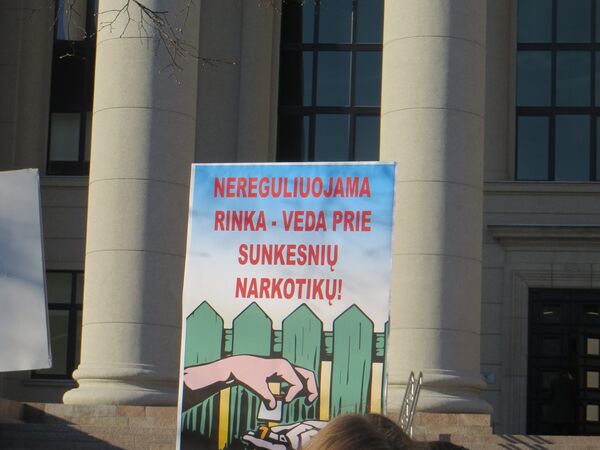 NEREGULIUOJAMA
RINKA - VEDA PRIE
SUNKESNIŲ
NARKOTIKŲ!